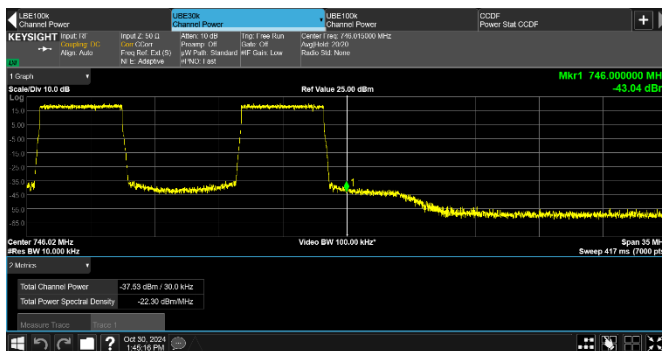 LBE100k
Channel Power
UBE30k
Channel Power
UBE100k
Channel Power
CCDF
Power Stat CCDF
KEYSIGHT
Input: RF
Coupling: DC
Align: Auto
Input Z: 50 Ω
Corr CCorr
Freq Ref: Ext (S)
NFE: Adaptive
Atten: 10 dB
Preamp: Off
µW Path: Standard
#PNO: Fast
Trig: Free Run
Gate: Off
#IF Gain: Low
Center Freq: 746.015000 MHz
Avg|Hold: 20/20
Radio Std: None
1 Graph
Scale/Div 10.0 dB
Ref Value 25.00 dBm
Mkr1 746.000000 MH
-43.04 dBr
Log
15.0
5.00
-5.00
-15.0
-25.0
-35.0
-45.0
-55.0
-65.0
1
Center 746.02 MHz
#Res BW 10.000 kHz
Video BW 100.00 kHz*
Span 35 MH
Sweep 417 ms (7000 pts
2 Metrics
Total Channel Power
-37.53 dBm / 30.0 kHz
Total Power Spectral Density
-22.30 dBm/MHz
Measure Trace
Trace 1
?
Oct 30, 2024
1:45:16 PM